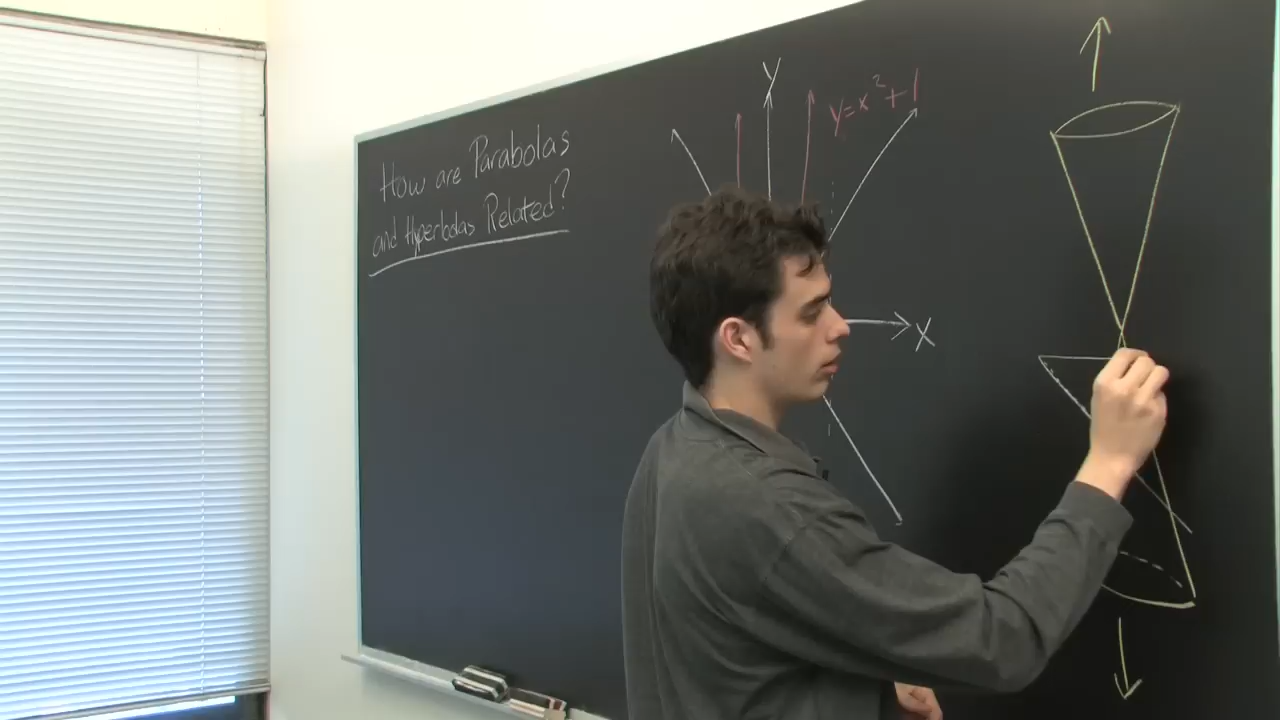 How are Parabolas
and Hyperbolas Related?
Y
y=x²+1
X